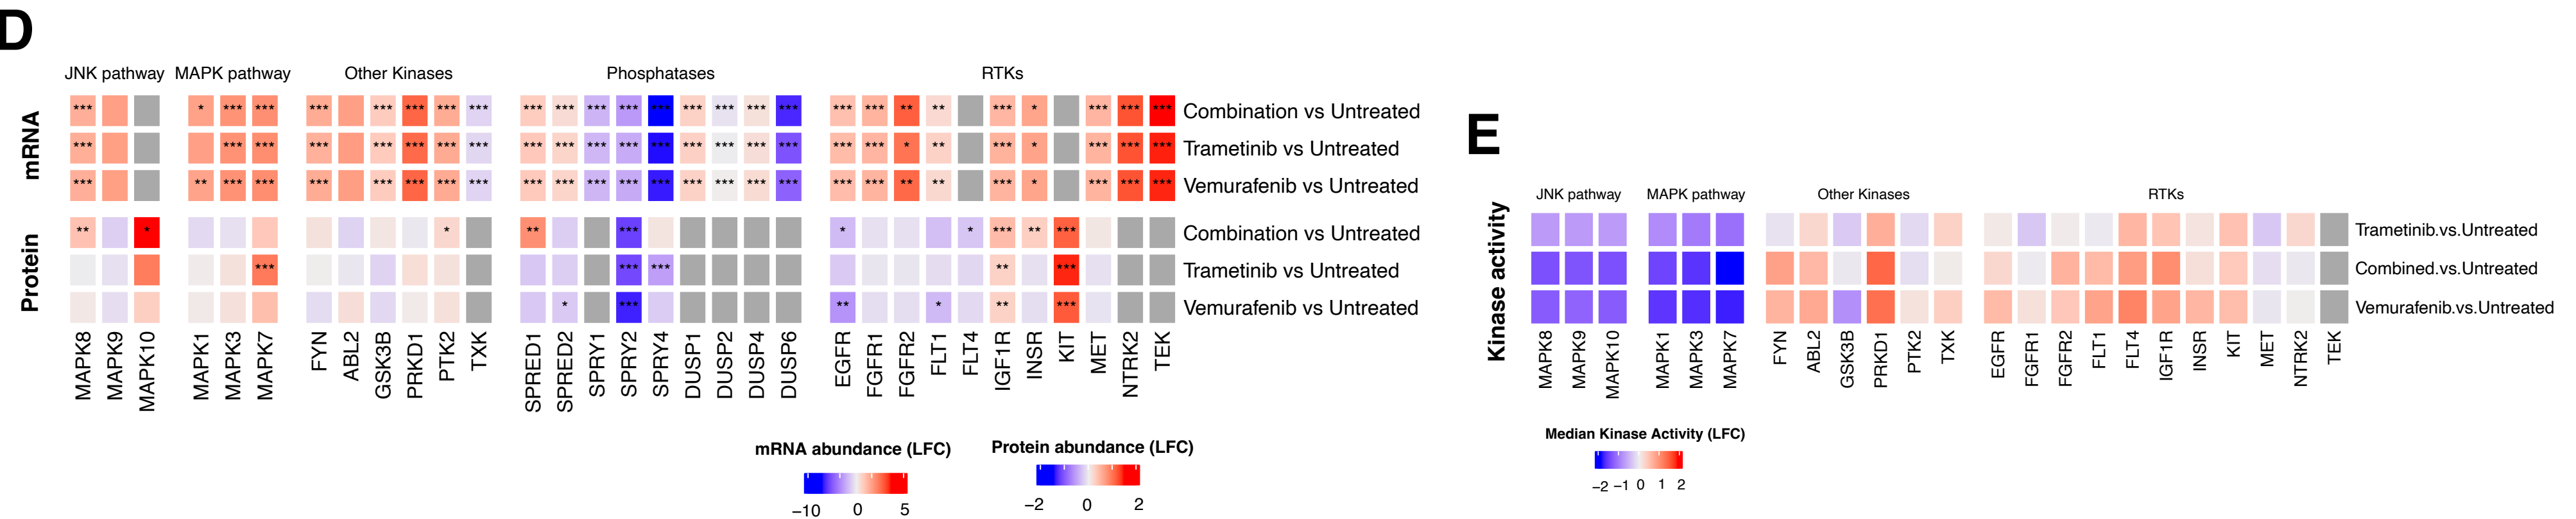 D
JNK pathway MAPK pathway Other Kinases Phosphatases RTKs
mRNA
*** * *** *** *** *** *** *** *** *** *** *** *** *** *** *** *** *** *** *** ** ** *** * *** *** *** Combination vs Untreated
*** *** *** *** *** *** *** *** *** *** *** *** *** *** *** *** *** *** *** * ** *** * *** *** *** Trametinib vs Untreated
*** ** *** *** *** *** *** *** *** *** *** *** *** *** *** *** *** *** *** *** ** ** *** * *** *** *** Vemurafenib vs Untreated
Protein
** * * ** *** * * *** ** *** Combination vs Untreated
*** *** *** ** *** Trametinib vs Untreated
* *** ** * ** *** Vemurafenib vs Untreated
MAPK8 MAPK9 MAPK10 MAPK1 MAPK3 MAPK7 FYN ABL2 GSK3B PRKD1 PTK2 TXK SPRED1 SPRED2 SPRY1 SPRY2 SPRY4 DUSP1 DUSP2 DUSP4 DUSP6 EGFR FGFR1 FGFR2 FLT1 FLT4 IGF1R INSR KIT MET NTRK2 TEK
mRNA abundance (LFC)
−10 0 5
Protein abundance (LFC)
−2 0 2
E
JNK pathway MAPK pathway Other Kinases RTKs
Kinase activity
Trametinib.vs.Untreated
Combined.vs.Untreated
Vemurafenib.vs.Untreated
MAPK8 MAPK9 MAPK10 MAPK1 MAPK3 MAPK7 FYN ABL2 GSK3B PRKD1 PTK2 TXK EGFR FGFR1 FGFR2 FLT1 FLT4 IGF1R INSR KIT MET NTRK2 TEK
Median Kinase Activity (LFC)
−2 −1 0 1 2